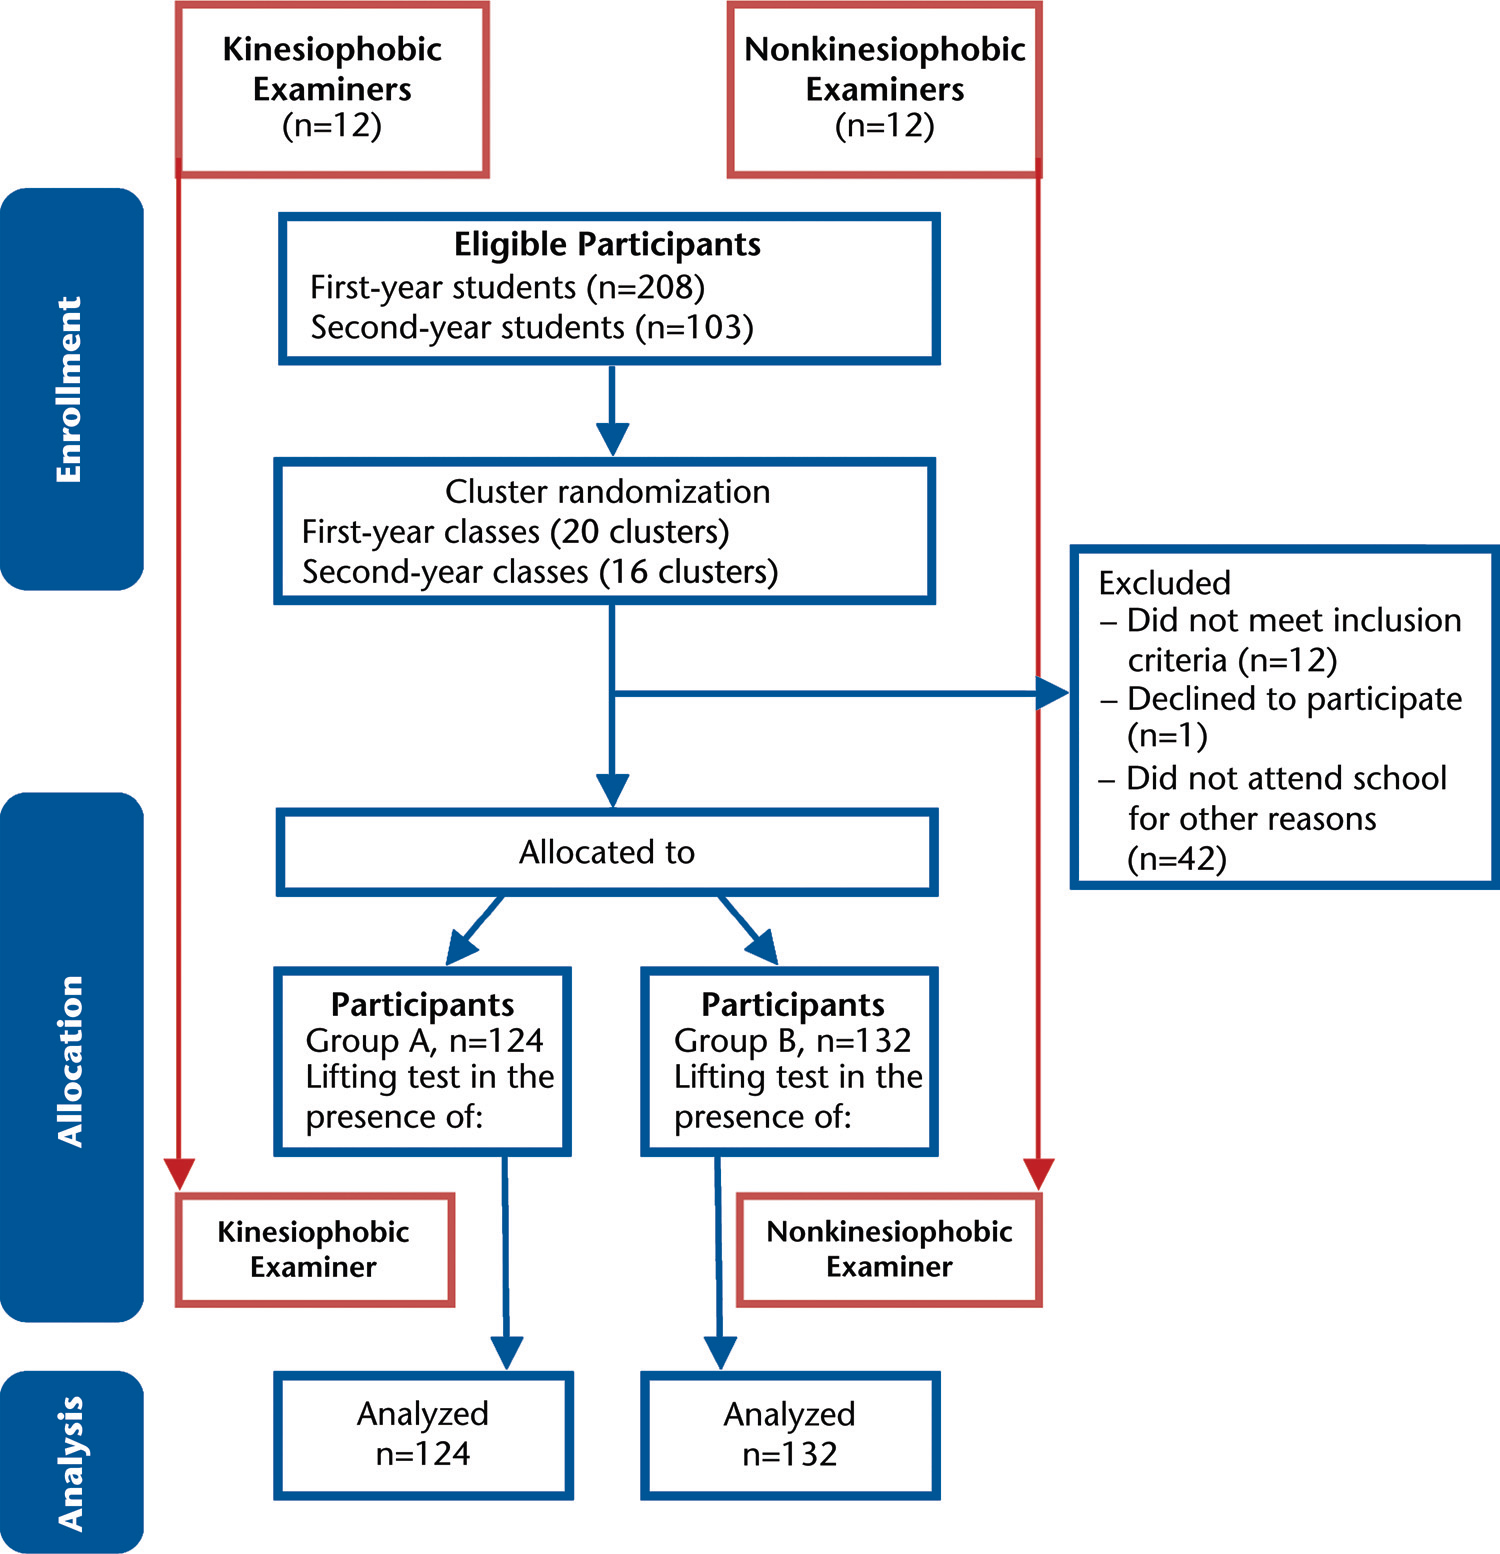 Kinesiophobic
Examiners
(n=12)
Nonkinesiophobic
Examiners
(n=12)
Enrollment
Eligible Participants
First-year students (n=208)
Second-year students (n=103)
Cluster randomization
First-year classes (20 clusters)
Second-year classes (16 clusters)
Excluded
– Did not meet inclusion
criteria (n=12)
– Declined to participate
(n=1)
– Did not attend school
for other reasons
(n=42)
Allocation
Allocated to
Participants
Group A, n=124
Lifting test in the
presence of:
Participants
Group B, n=132
Lifting test in the
presence of:
Kinesiophobic
Examiner
Nonkinesiophobic
Examiner
Analysis
Analyzed
n=124
Analyzed
n=132